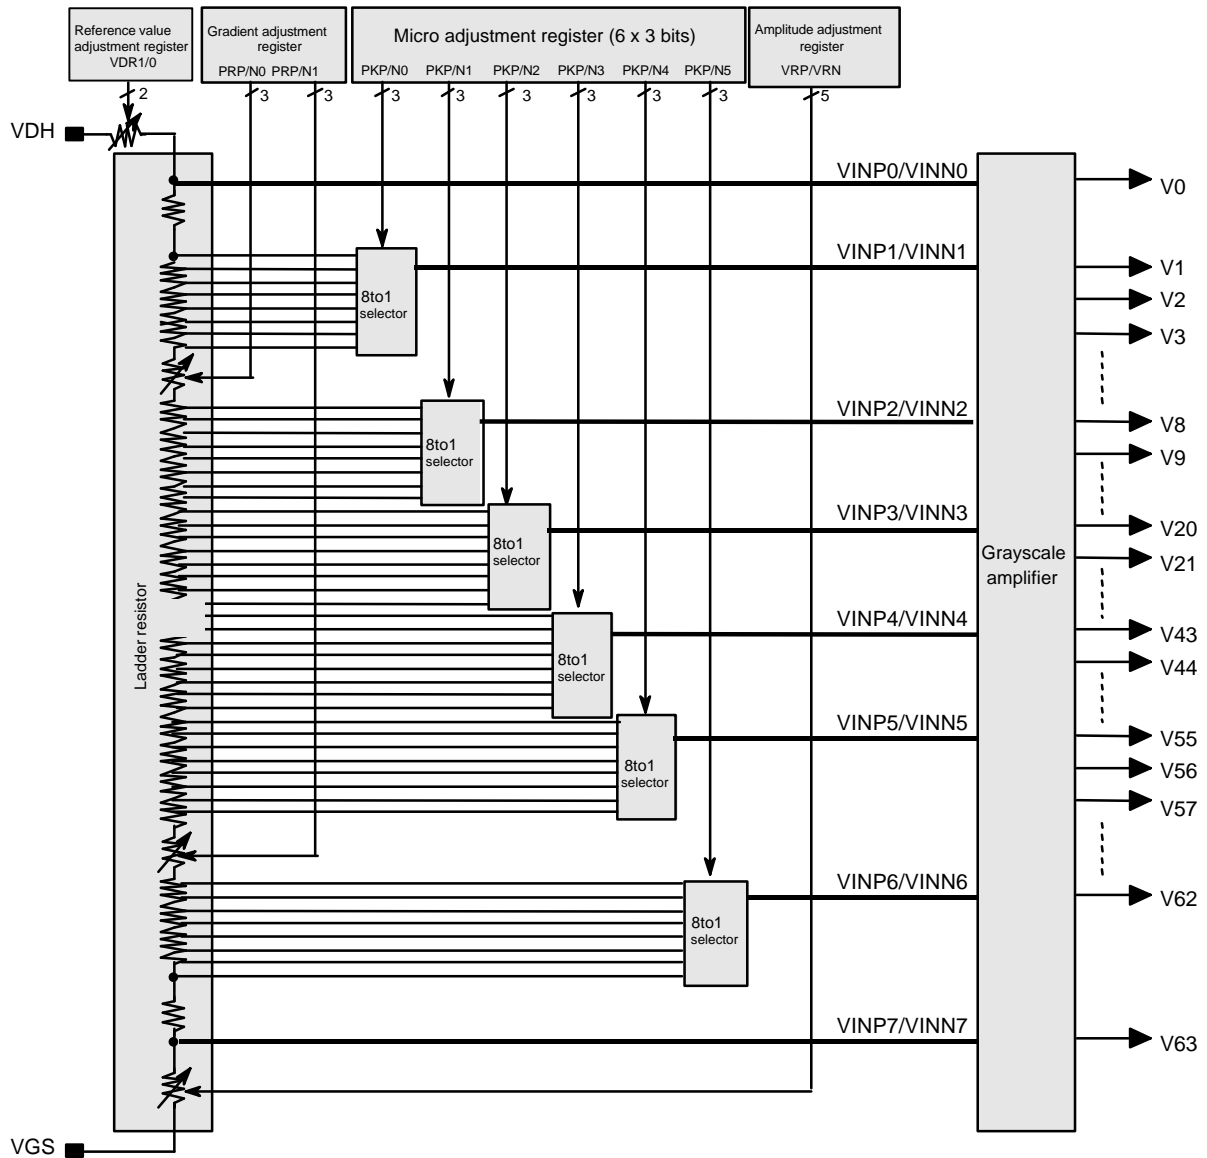 Reference value
adjustment register
VDR1/0
Gradient adjustment
register
PRP/N0 PRP/N1
Micro adjustment register (6 x 3 bits)
PKP/N0 PKP/N1 PKP/N2 PKP/N3 PKP/N4 PKP/N5
Amplitude adjustment
register
VRP/VRN
2
3
3
3
3
3
3
3
3
5
VDH
VINP0/VINN0
V0
VINP1/VINN1
V1
8to1
selector
V2
V3
VINP2/VINN2
V8
8to1
selector
V9
VINP3/VINN3
V20
8to1
selector
Grayscale
amplifier
V21
Ladder resistor
VINP4/VINN4
V43
8to1
selector
V44
VINP5/VINN5
V55
8to1
selector
V56
V57
VINP6/VINN6
V62
8to1
selector
VINP7/VINN7
V63
VGS